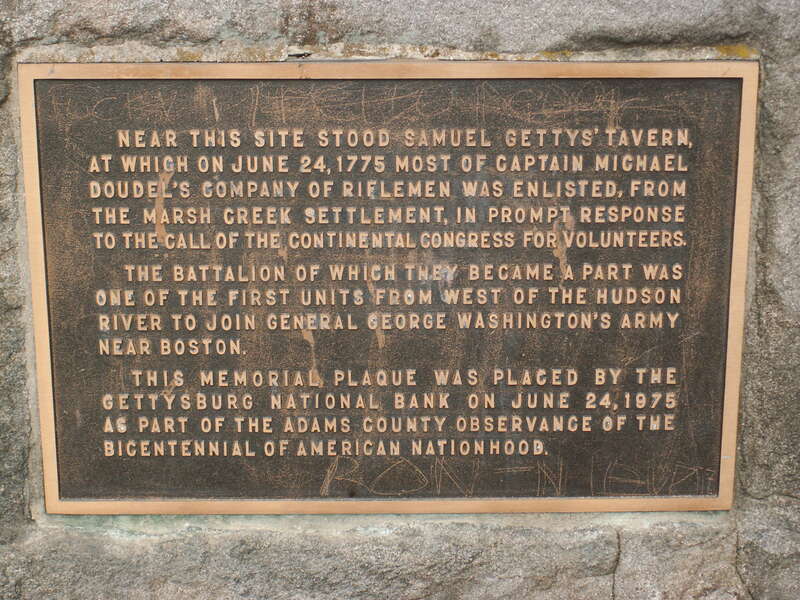 NEAR THIS SITE STOOD SAMUEL GETTYS' TAVERN,
AT WHICH ON JUNE 24, 1775 MOST OF CAPTAIN MICHAEL
DOUDEL'S COMPANY OF RIFLEMEN WAS ENLISTED, FROM
THE MARSH CREEK SETTLEMENT, IN PROMPT RESPONSE
TO THE CALL OF THE CONTINENTAL CONGRESS FOR VOLUNTEERS.
THE BATTALION OF WHICH THEY BECAME A PART WAS
ONE OF THE FIRST UNITS FROM WEST OF THE HUDSON
RIVER TO JOIN GENERAL GEORGE WASHINGTON'S ARMY
NEAR BOSTON.
THIS MEMORIAL PLAQUE WAS PLACED BY THE
GETTYSBURG NATIONAL BANK ON JUNE 24, 1975
AS PART OF THE ADAMS COUNTY OBSERVANCE OF THE
BICENTENNIAL OF AMERICAN NATIONHOOD.